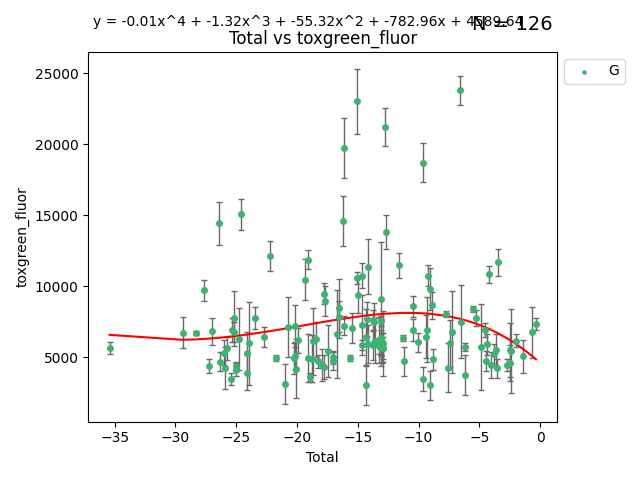 y = -0.01x^4 + -1.32x^3 + -55.32x^2 + -782.96x + 4589.64
N = 126
Total vs toxgreen_fluor
G
toxgreen_fluor
25000
20000
15000
10000
5000
−35 −30 −25 −20 −15 −10 −5 0
Total